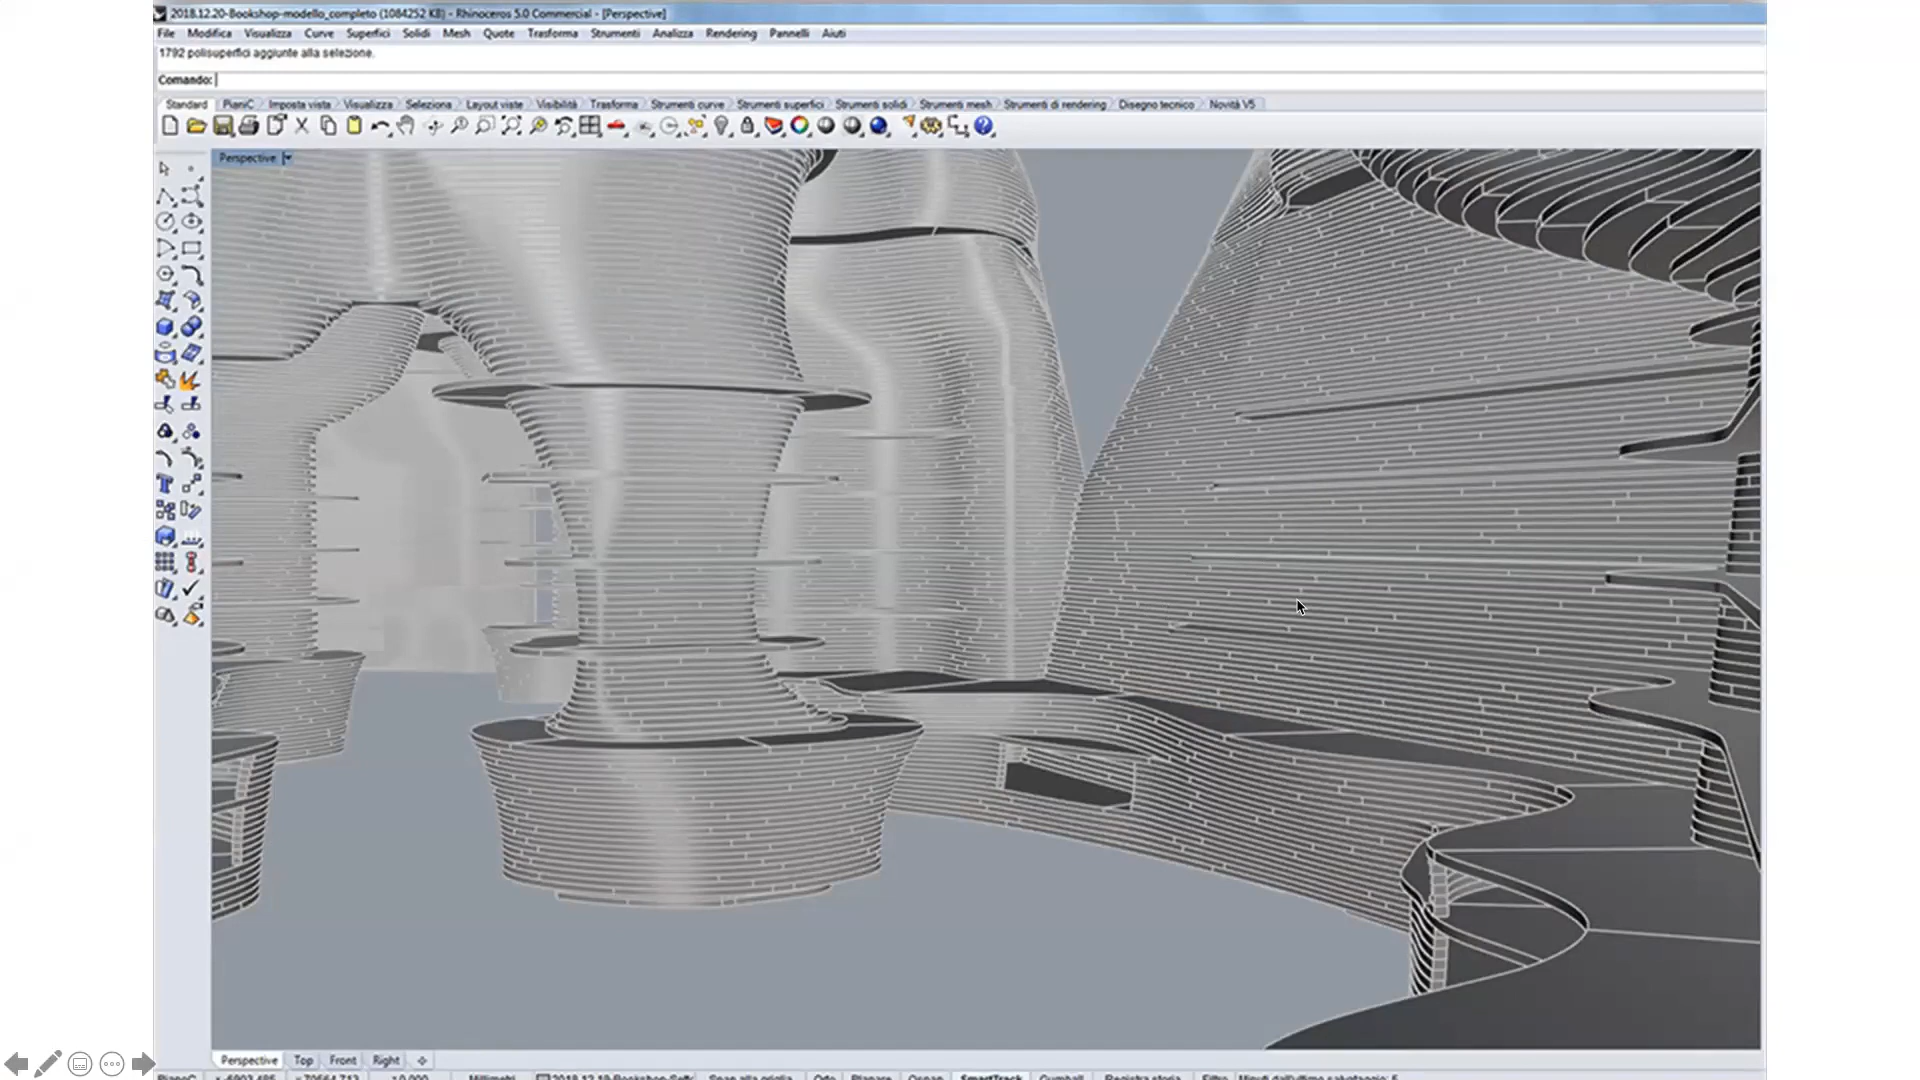 2018.12.20-Bookshop-modello_completo (1084252 KB) - Rhinoceros 5.0 Commercial - [Perspective]
File Modifica Visualizza Curve Superfici Solidi Mesh Quote Trasforma Strumenti Analizza Rendering Pannelli Aiuti
1792 polisuperfici aggiunte alla selezione.
Comando:
Standard PianiC Imposta vista Visualizza Seleziona Layout viste Visibilità Trasforma Strumenti curve Strumenti superfici Strumenti solidi Strumenti mesh Strumenti di rendering Disegno tecnico Novità V5
Perspective
Perspective Top Front Right
PianoC x -6903.485 Millimetri Snap alla griglia Orto Planare Osnap SmartTrack Gumball Registra storia Filtro